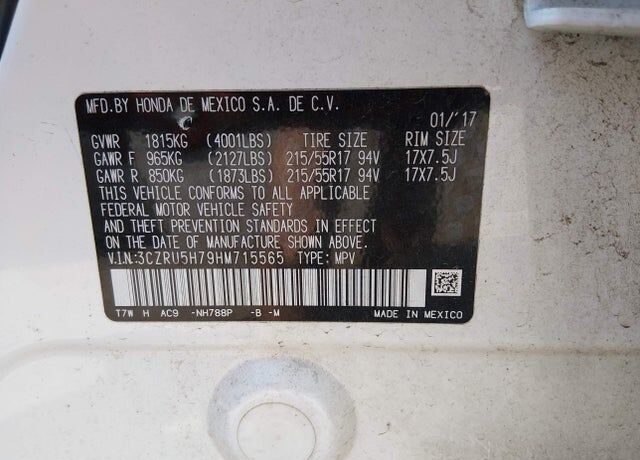 MFD.BY HONDA DE MEXICO S.A. DE C.V.
01/'17
GVWR 1815KG (4001LBS) TIRE SIZE RIM SIZE
GAWR F 965KG (2127LBS) 215/55R17 94V 17X7.5J
GAWR R 850KG (1873LBS) 215/55R17 94V 17X7.5J
THIS VEHICLE CONFORMS TO ALL APPLICABLE
FEDERAL MOTOR VEHICLE SAFETY
AND THEFT PREVENTION STANDARDS IN EFFECT
ON THE DATE OF MANUFACTURE SHOWN ABOVE.
V.I.N.:3CZRU5H79HM715565 TYPE: MPV
T7W H AC9 -NH788P -B -M MADE IN MEXICO